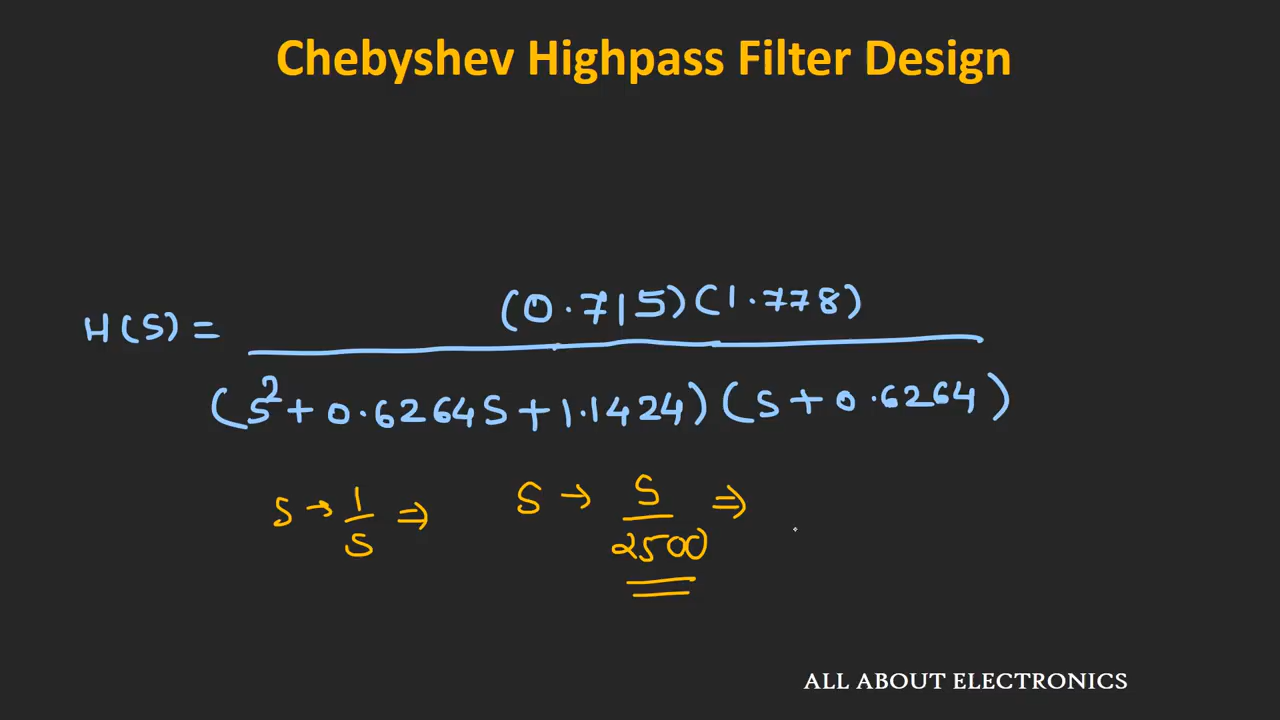 Chebyshev Highpass Filter Design
(0.715)(1.778)
H(S) =
(S²+0.6264S+1.1424)(S+0.6264)
S → 1/S ⇒ S → S/2500 ⇒
ALL ABOUT ELECTRONICS